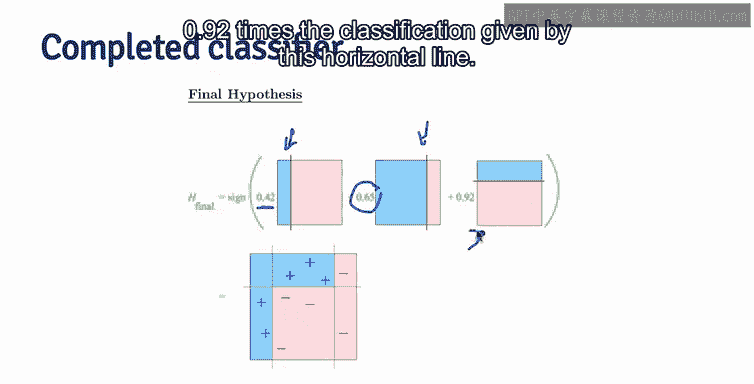 0.92 times the classification given by
this horizontal line.
Completed classifier
Final Hypothesis
H final = sign 0.42 0.65 + 0.92
=
+ + + + −
+ − −
+ − −